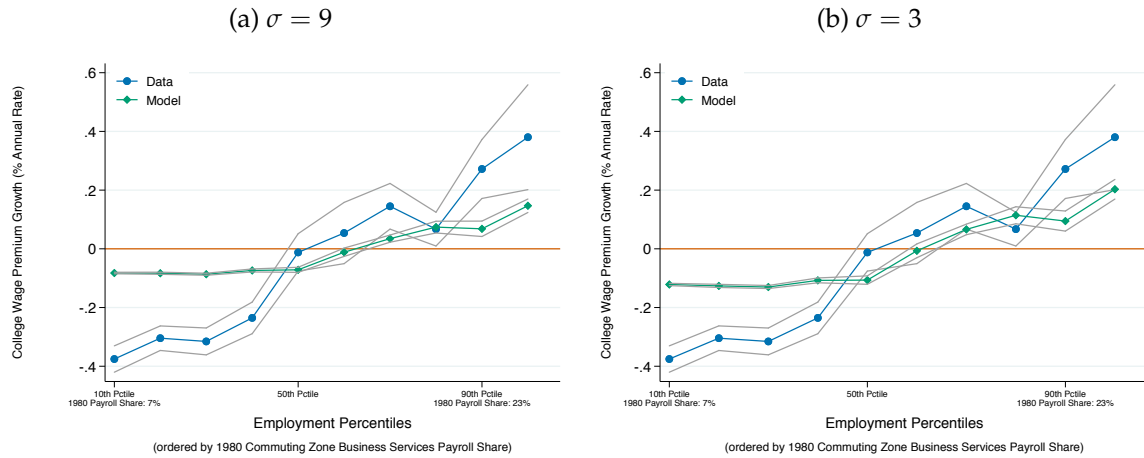 (a) σ = 9
College Wage Premium Growth (% Annual Rate)
.6
.4
.2
0
-.2
-.4
Data
Model
10th Pctile
1980 Payroll Share: 7%
50th Pctile
90th Pctile
1980 Payroll Share: 23%
Employment Percentiles
(ordered by 1980 Commuting Zone Business Services Payroll Share)
(b) σ = 3
College Wage Premium Growth (% Annual Rate)
.6
.4
.2
0
-.2
-.4
Data
Model
10th Pctile
1980 Payroll Share: 7%
50th Pctile
90th Pctile
1980 Payroll Share: 23%
Employment Percentiles
(ordered by 1980 Commuting Zone Business Services Payroll Share)